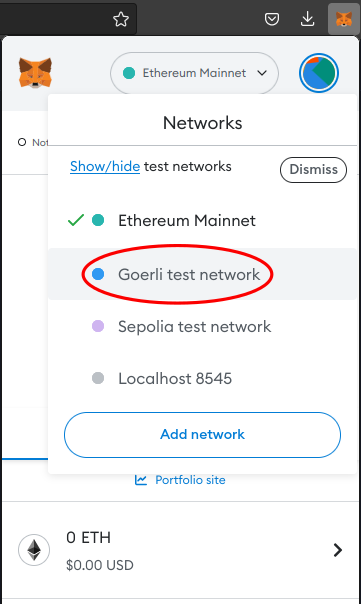 Ethereum Mainnet
Not
Networks
Show/hide test networks
Dismiss
Ethereum Mainnet
Goerli test network
Sepolia test network
Localhost 8545
Add network
Portfolio site
0 ETH
$0.00 USD